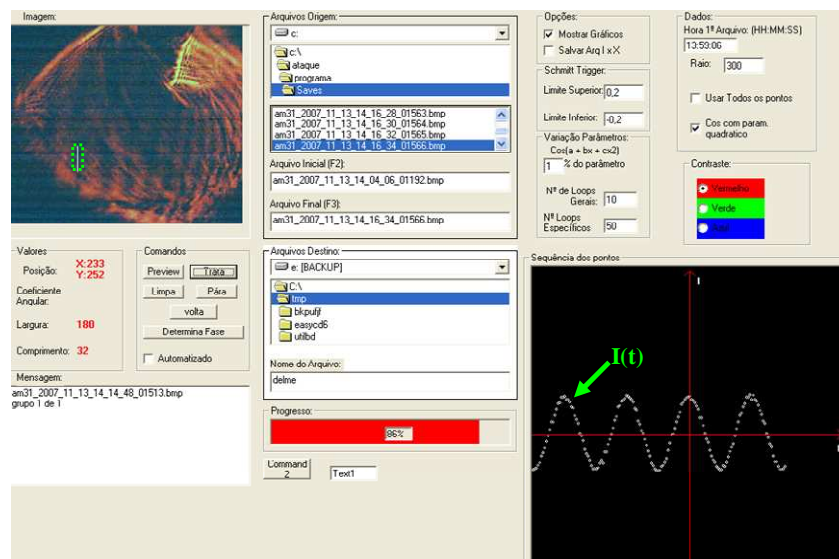 Imagem:
Arquivos Origem:
c:
c:\
ataque
programa
Saves
am31_2007_11_13_14_16_28_01563.bmp
am31_2007_11_13_14_16_30_01564.bmp
am31_2007_11_13_14_16_32_01565.bmp
am31_2007_11_13_14_16_34_01566.bmp
Arquivo Inicial (F2):
am31_2007_11_13_14_04_06_01192.bmp
Arquivo Final (F3):
am31_2007_11_13_14_16_34_01566.bmp
Opções:
Mostrar Gráficos
Salvar Arq I x X
Schmitt Trigger:
Limite Superior: 0,2
Limite Inferior: -0,2
Variação Parâmetros:
Cos(a + bx + cx2)
1 % do parâmetro
Nº de Loops
Gerais: 10
Nº Loops
Específicos 50
Dados:
Hora 1º Arquivo: (HH:MM:SS)
13:59:06
Raio: 300
Usar Todos os pontos
Cos com param.
quadratico
Contraste:
Vermelho
Verde
Azul
Valores
Posição: X:233
Y:252
Coeficiente
Angular:
Largura: 180
Comprimento: 32
Comandos
Preview Trata
Limpa Pára
volta
Determina Fase
Automatizado
Mensagem:
am31_2007_11_13_14_14_48_01513.bmp
grupo 1 de 1
Arquivos Destino:
e: [BACKUP]
C:\
tmp
bkpufjf
easycd6
utilbd
Nome do Arquivo:
delme
Progresso:
86%
Command
2
Text1
Sequência dos pontos
I
I(t)